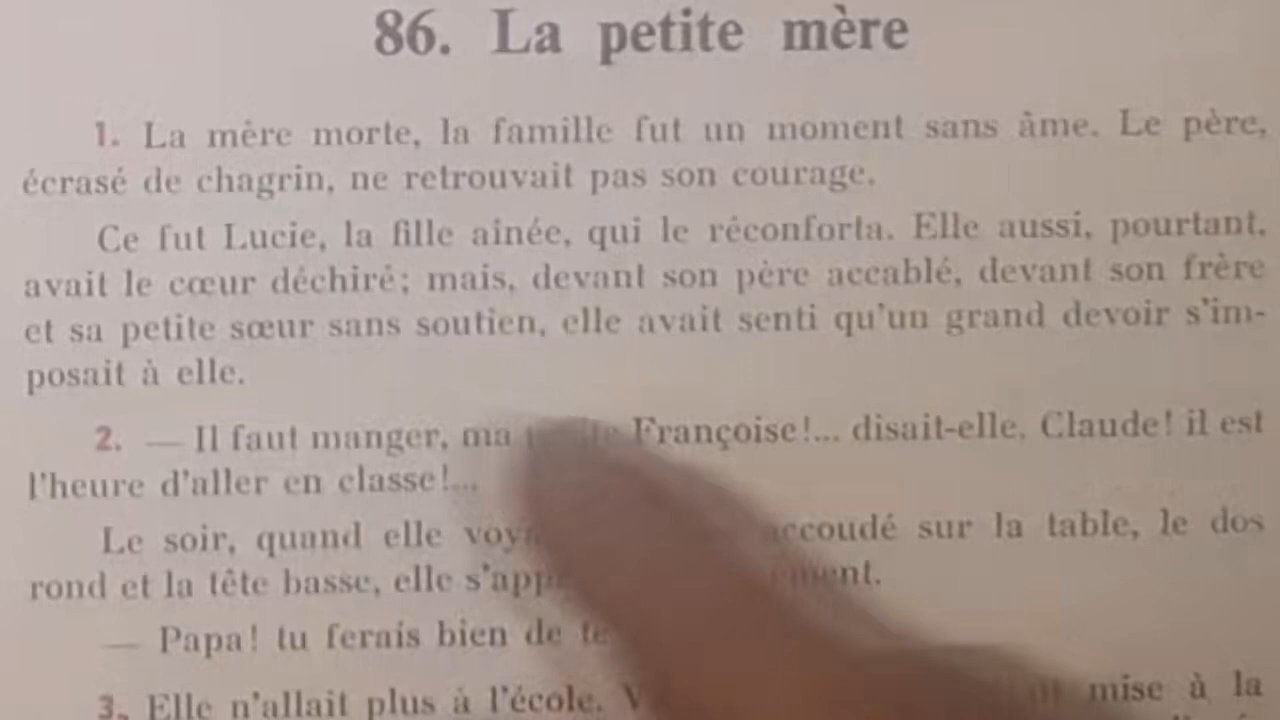 86. La petite mère
1. La mère morte, la famille fut un moment sans âme. Le père,
écrasé de chagrin, ne retrouvait pas son courage.
Ce fut Lucie, la fille aînée, qui le réconforta. Elle aussi, pourtant,
avait le cœur déchiré; mais, devant son père accablé, devant son frère
et sa petite sœur sans soutien, elle avait senti qu'un grand devoir s'im-
posait à elle.
2. — Il faut manger, ma Françoise!... disait-elle. Claude! il est
l'heure d'aller en classe!...
Le soir, quand elle accoudé sur la table, le dos
rond et la tête basse, elle
— Papa! tu ferais bien de
3. Elle n'allait plus à l'école. mise à la